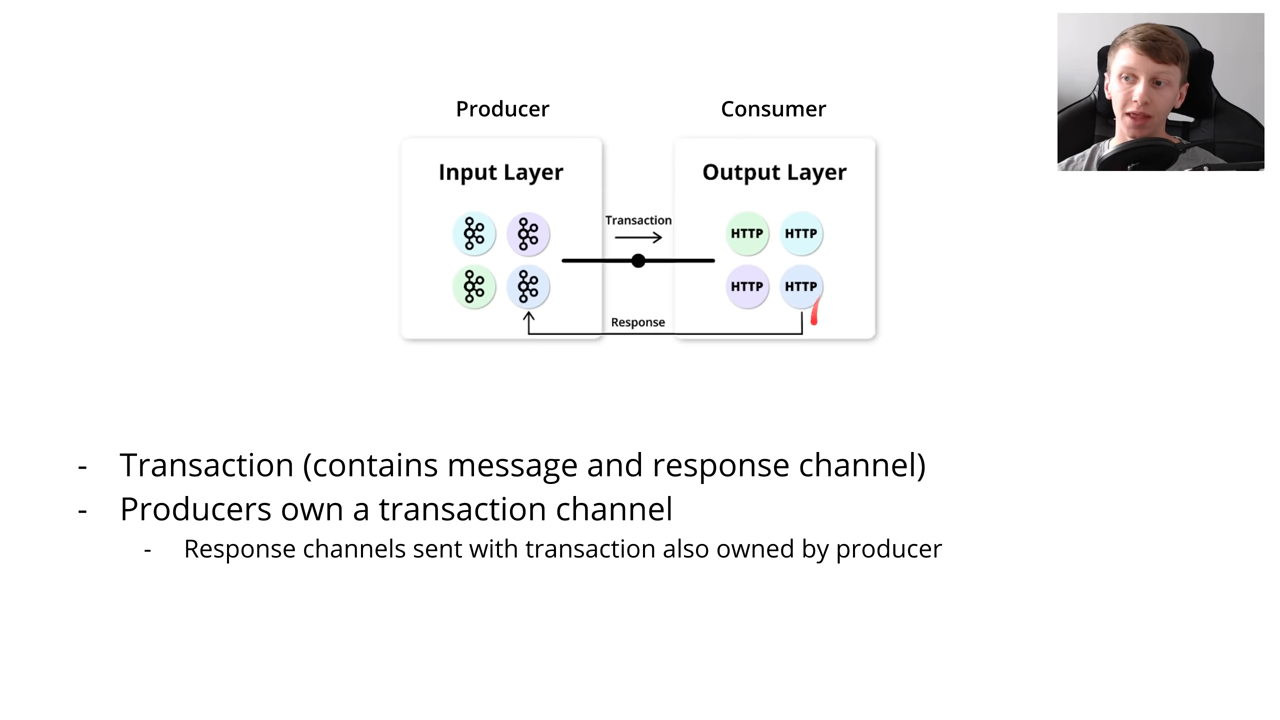 Producer
Consumer
Input Layer
Output Layer
Transaction
HTTP
HTTP
HTTP
HTTP
Response
- Transaction (contains message and response channel)
- Producers own a transaction channel
- Response channels sent with transaction also owned by producer